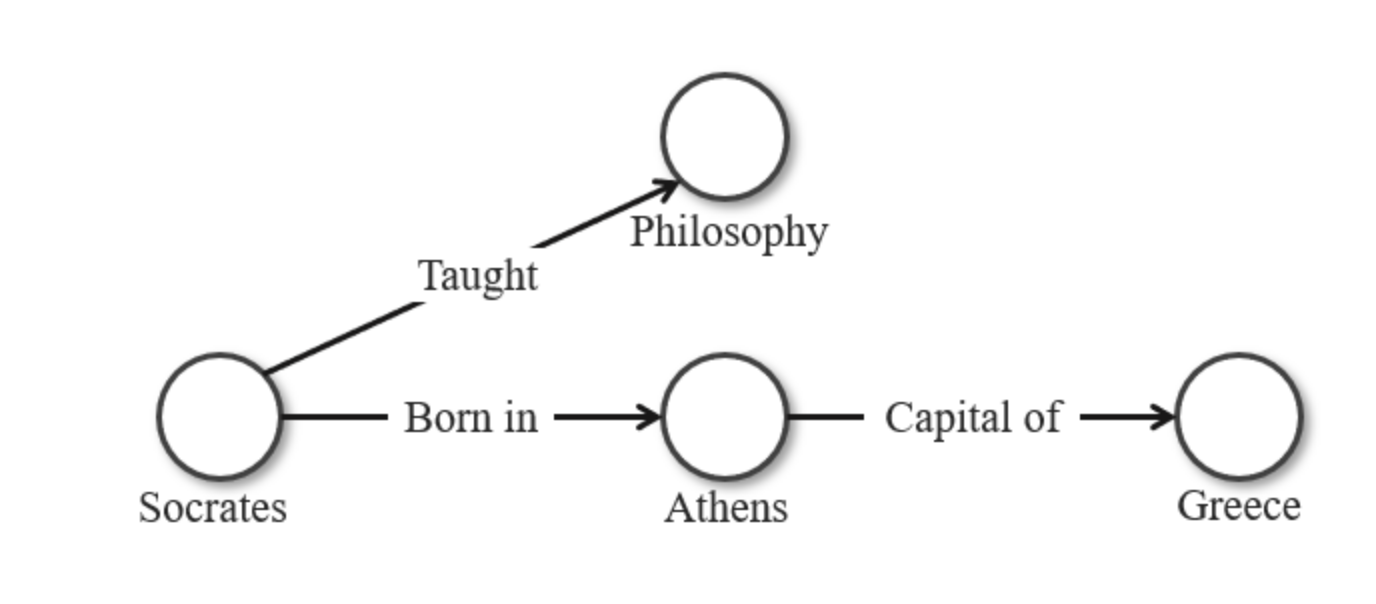 Philosophy
Taught
Born in
Capital of
Socrates
Athens
Greece